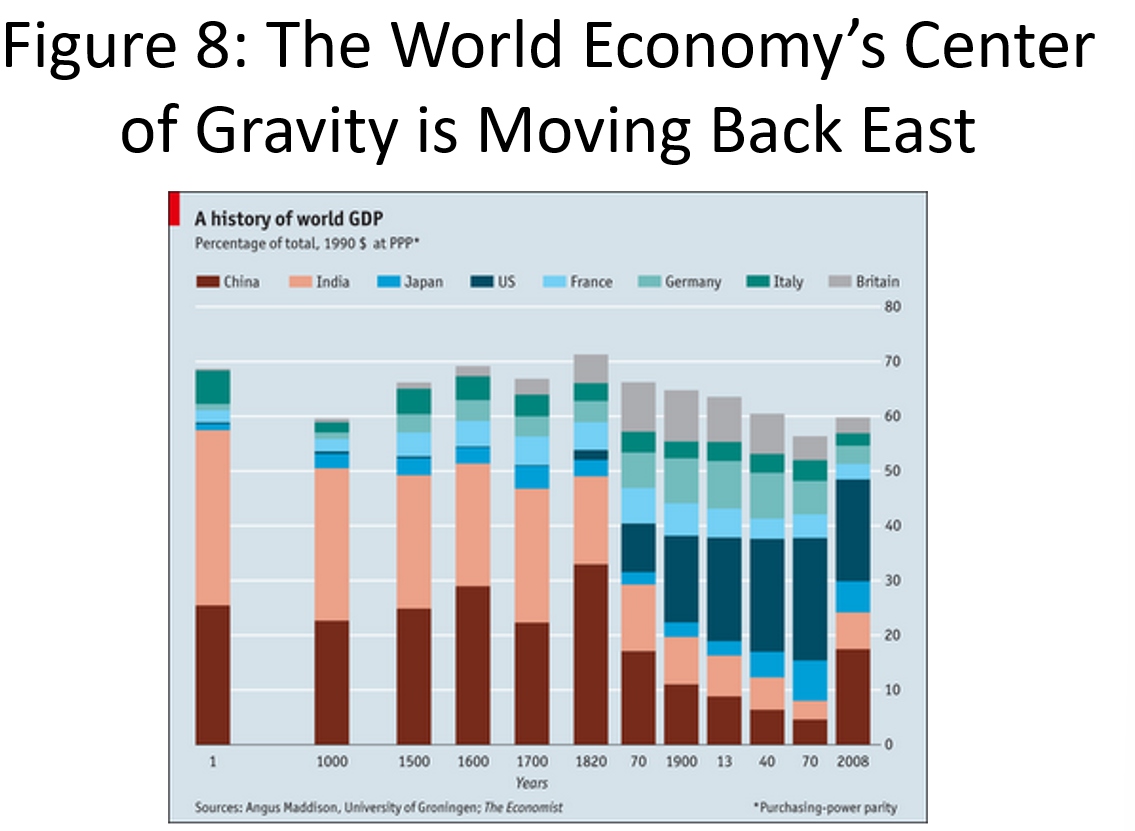 Figure 8: The World Economy’s Center
of Gravity is Moving Back East
A history of world GDP
Percentage of total, 1990 $ at PPP*
China India Japan US France Germany Italy Britain
80
70
60
50
40
30
20
10
0
1 1000 1500 1600 1700 1820 70 1900 13 40 70 2008
Years
Sources: Angus Maddison, University of Groningen; The Economist *Purchasing-power parity